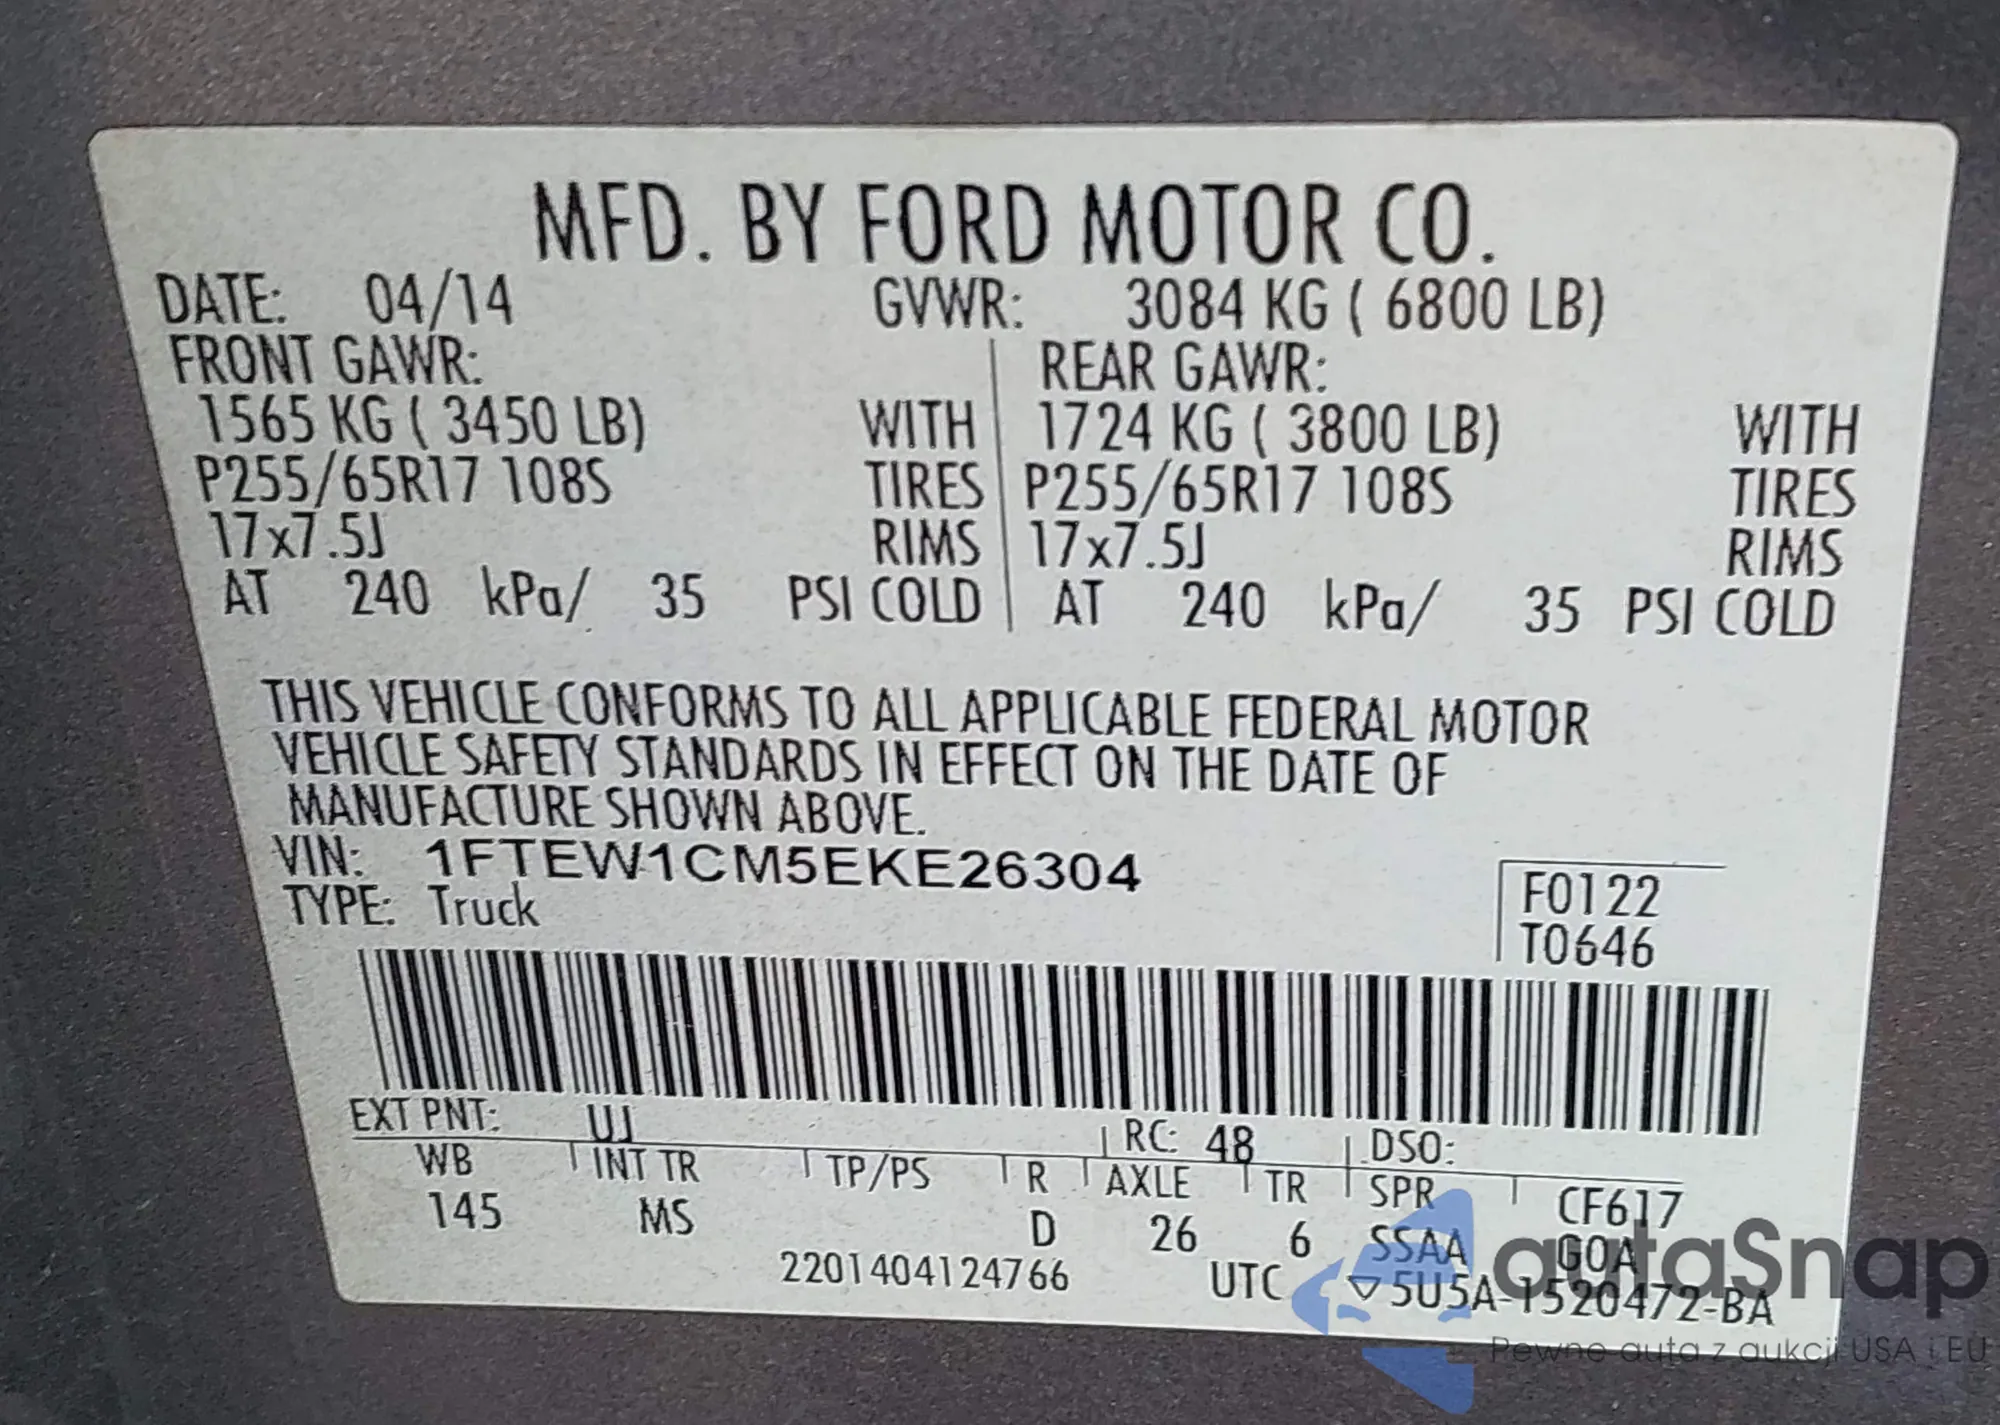 MFD. BY FORD MOTOR CO.
DATE: 04/14 GVWR: 3084 KG ( 6800 LB)
FRONT GAWR: REAR GAWR:
1565 KG ( 3450 LB) WITH 1724 KG ( 3800 LB) WITH
P255/65R17 108S TIRES P255/65R17 108S TIRES
17x7.5J RIMS 17x7.5J RIMS
AT 240 kPa/ 35 PSI COLD AT 240 kPa/ 35 PSI COLD
THIS VEHICLE CONFORMS TO ALL APPLICABLE FEDERAL MOTOR
VEHICLE SAFETY STANDARDS IN EFFECT ON THE DATE OF
MANUFACTURE SHOWN ABOVE.
VIN: 1FTEW1CM5EKE26304
TYPE: Truck
F0122
T0646
EXT PNT: UJ RC: 48 DSO:
WB INT TR TP/PS R AXLE TR SPR CF617
145 MS D 26 6 SSAA GOA
2201404124766 UTC ▽5U5A-1520472-BA
autaSnap
Pewne auta z aukcji USA i EU